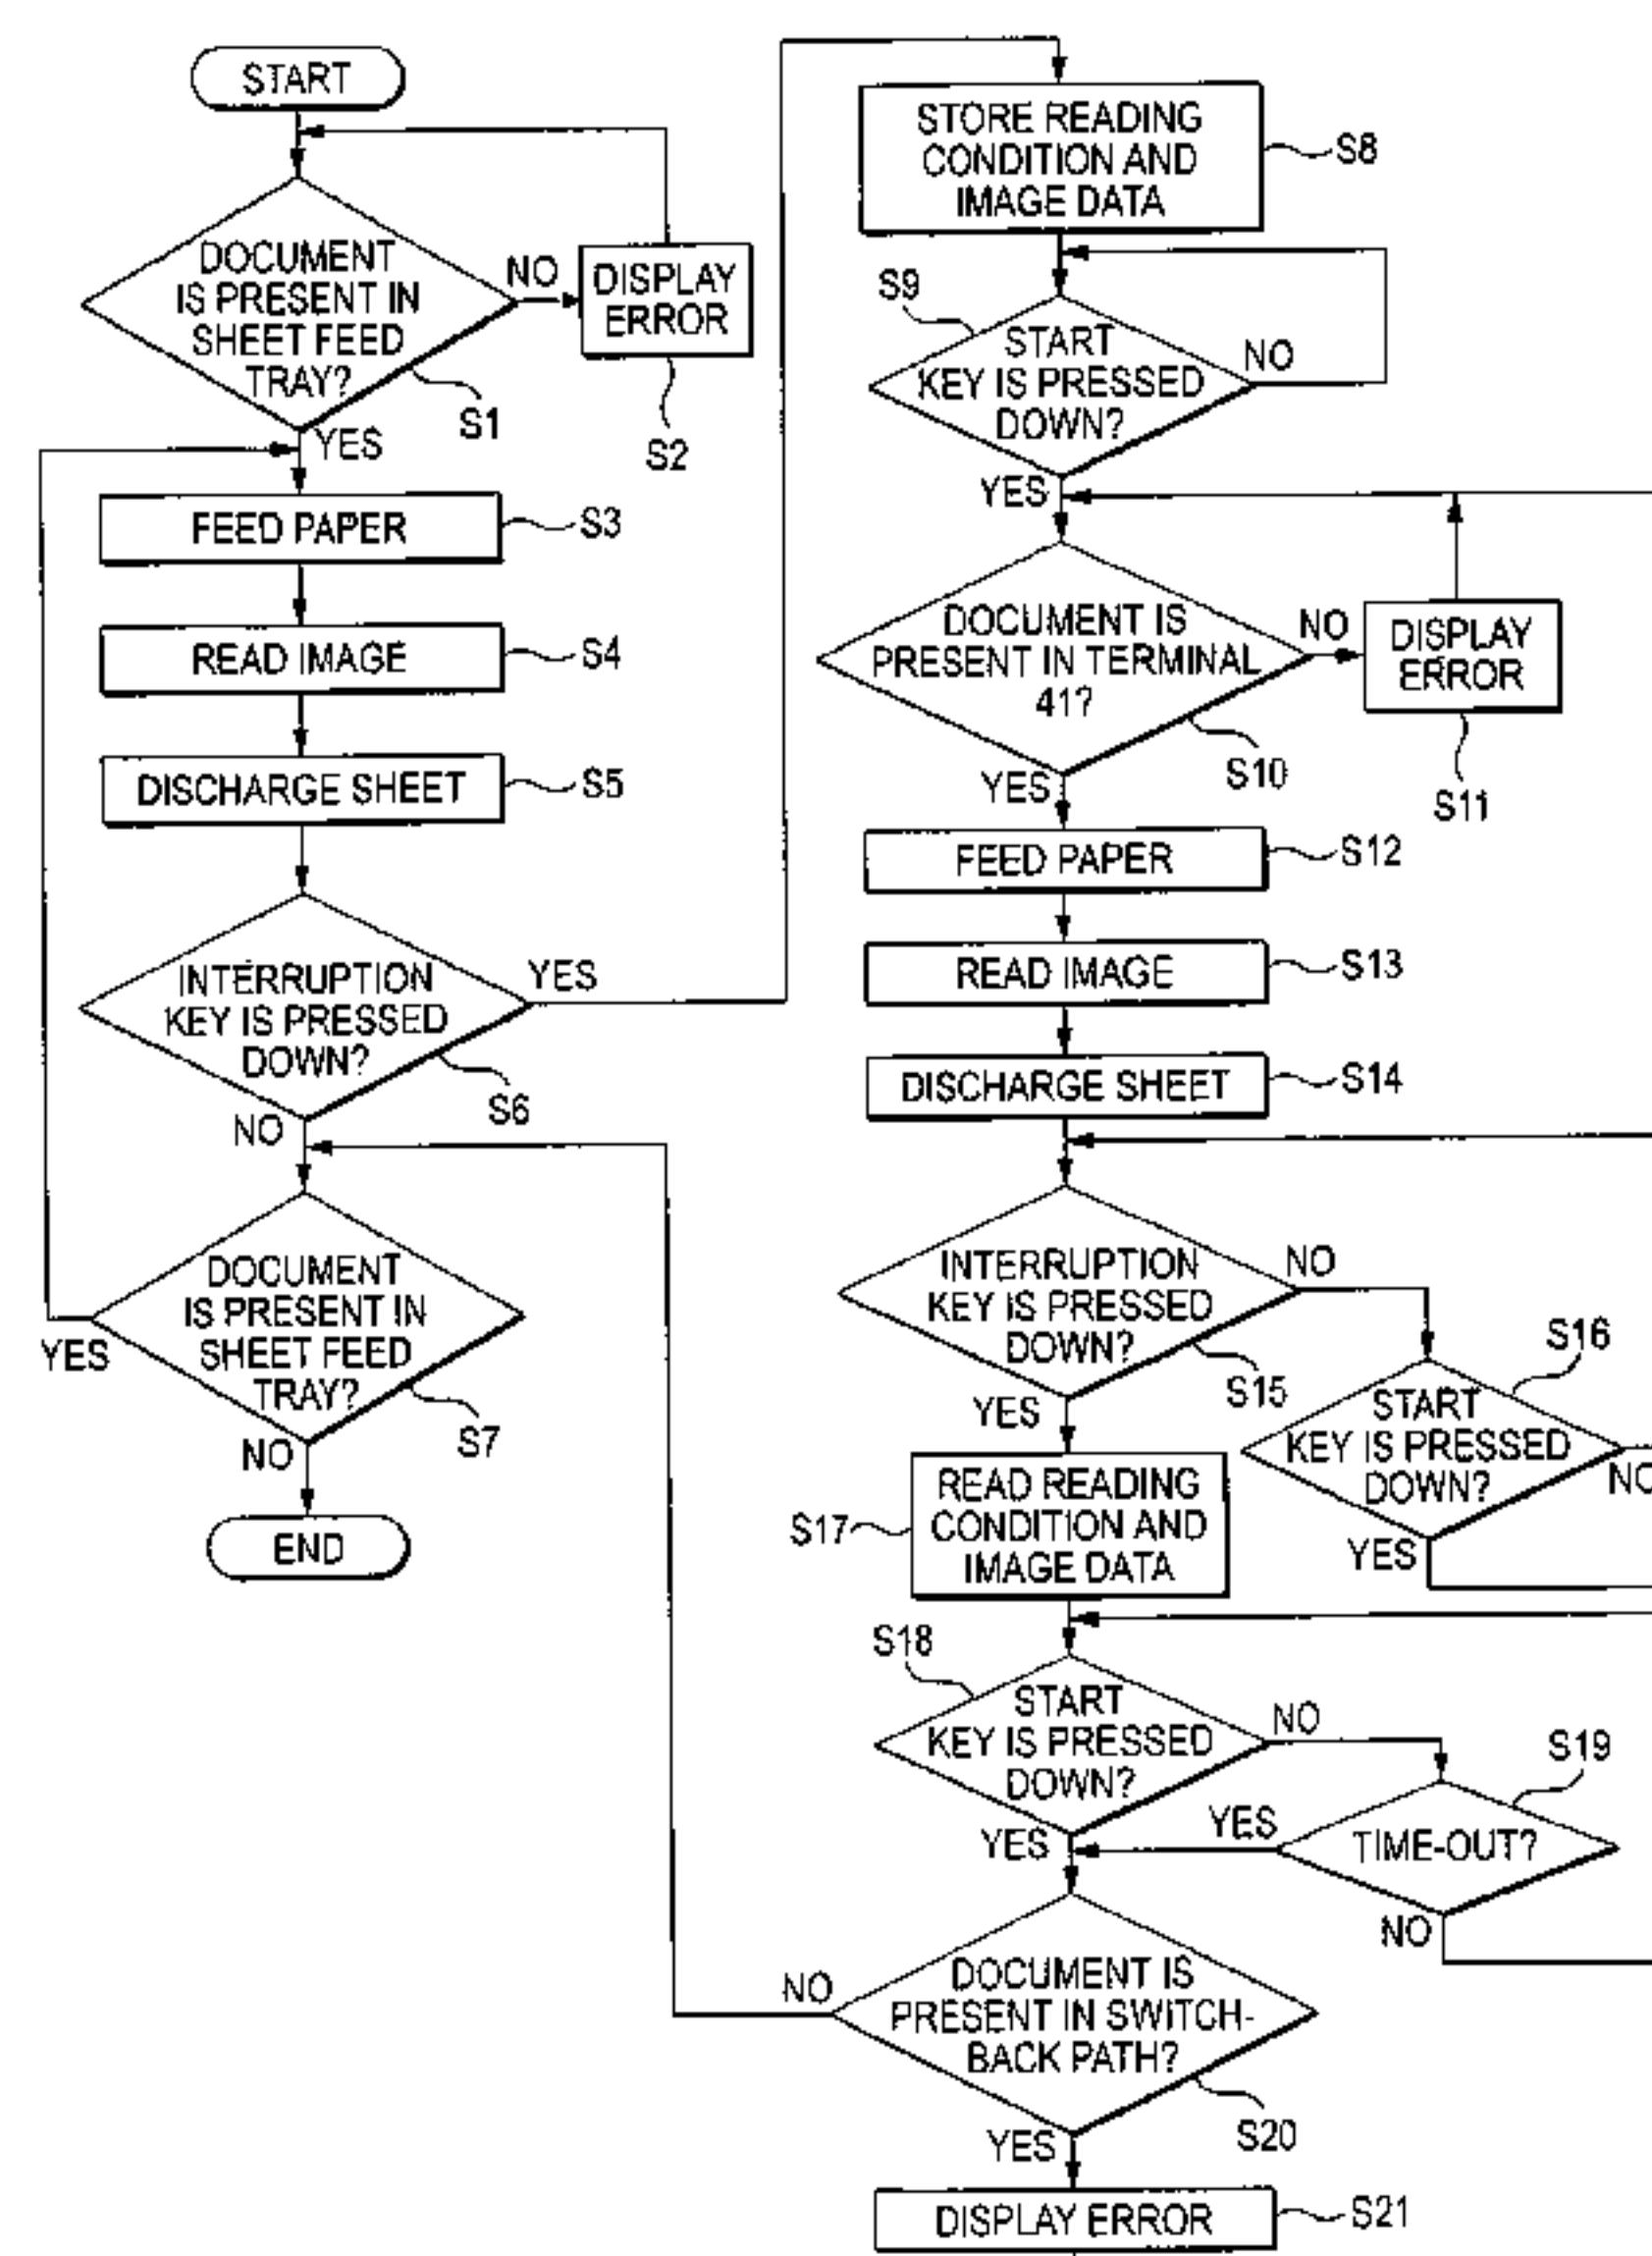 START
DOCUMENT
IS PRESENT IN
SHEET FEED
TRAY?
S1
NO
DISPLAY
ERROR
S2
YES
FEED PAPER
S3
READ IMAGE
S4
DISCHARGE SHEET
S5
INTERRUPTION
KEY IS PRESSED
DOWN?
YES
S6
NO
DOCUMENT
IS PRESENT IN
SHEET FEED
TRAY?
YES
S7
NO
END
STORE READING
CONDITION AND
IMAGE DATA
S8
S9
START
KEY IS PRESSED
DOWN?
NO
YES
DOCUMENT IS
PRESENT IN TERMINAL
41?
NO
DISPLAY
ERROR
S10
S11
YES
FEED PAPER
S12
READ IMAGE
S13
DISCHARGE SHEET
S14
INTERRUPTION
KEY IS PRESSED
DOWN?
NO
S15
YES
S16
START
KEY IS PRESSED
DOWN?
NO
YES
S17
READ READING
CONDITION AND
IMAGE DATA
S18
START
KEY IS PRESSED
DOWN?
NO
YES
S19
TIME-OUT?
YES
NO
DOCUMENT IS
PRESENT IN SWITCH-
BACK PATH?
NO
S20
YES
DISPLAY ERROR
S21